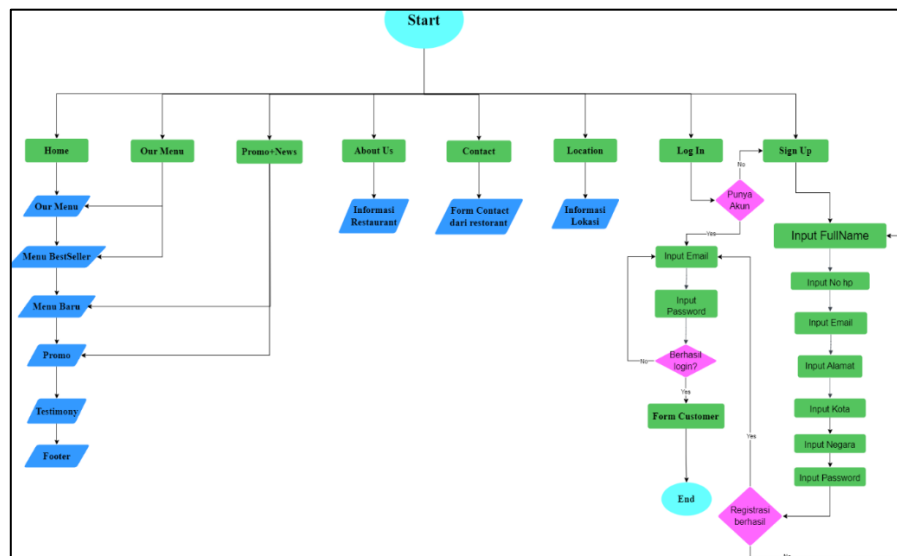 Start
Home
Our Menu
Promo+News
About Us
Contact
Location
Log In
Sign Up
No
Punya
Akun
Our Menu
Informasi
Restaurant
Form Contact
dari restorant
Informasi
Lokasi
Yes
Input FullName
Menu BestSeller
Input Email
Input No hp
Menu Baru
Input
Password
Input Email
Promo
No
Berhasil
login?
Input Alamat
Yes
Testimony
Form Customer
Input Kota
Yes
Input Negara
Footer
Input Password
End
Registrasi
berhasil
No